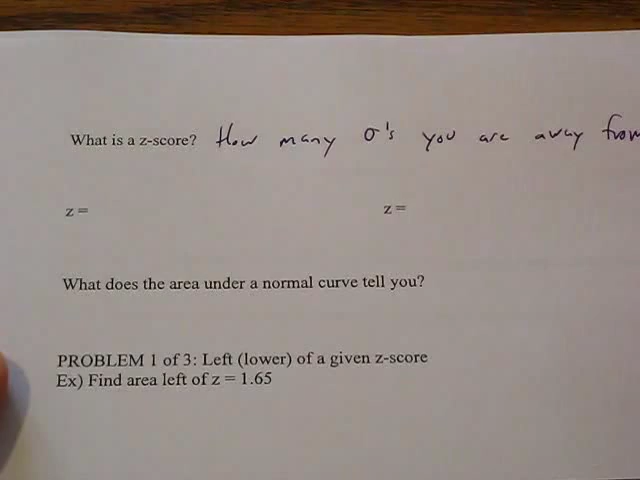 What is a z-score? How many σ's you are away from
z = z =
What does the area under a normal curve tell you?
PROBLEM 1 of 3: Left (lower) of a given z-score
Ex) Find area left of z = 1.65